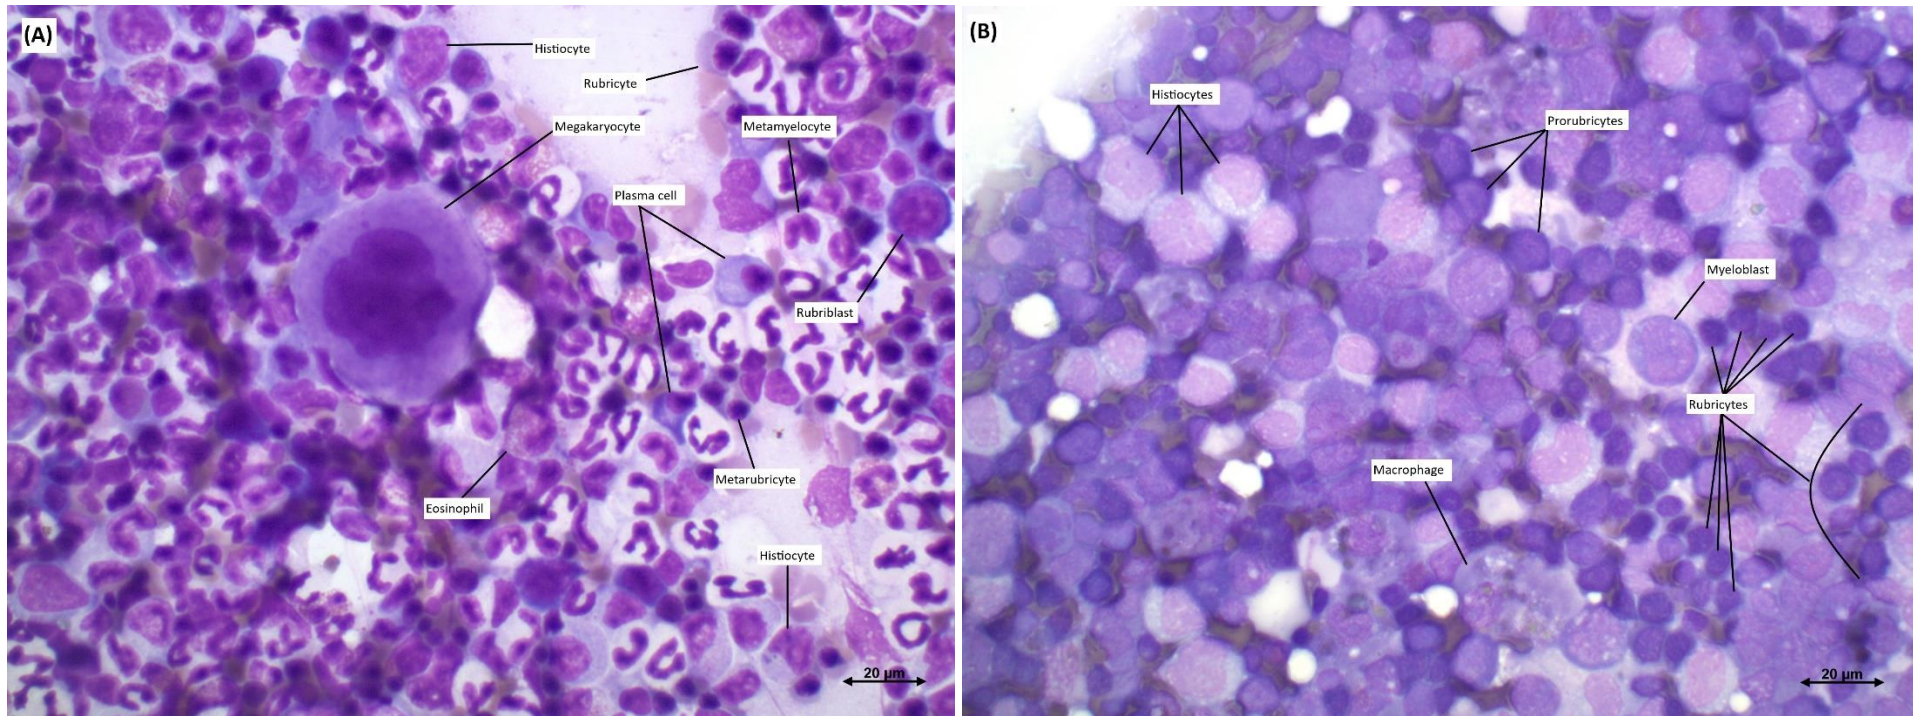 (A)
Histiocyte
Rubricyte
Megakaryocyte
Metamyelocyte
Plasma cell
Rubriblast
Metarubricyte
Eosinophil
Histiocyte
20 µm
(B)
Histiocytes
Prorubricytes
Myeloblast
Rubricytes
Macrophage
20 µm